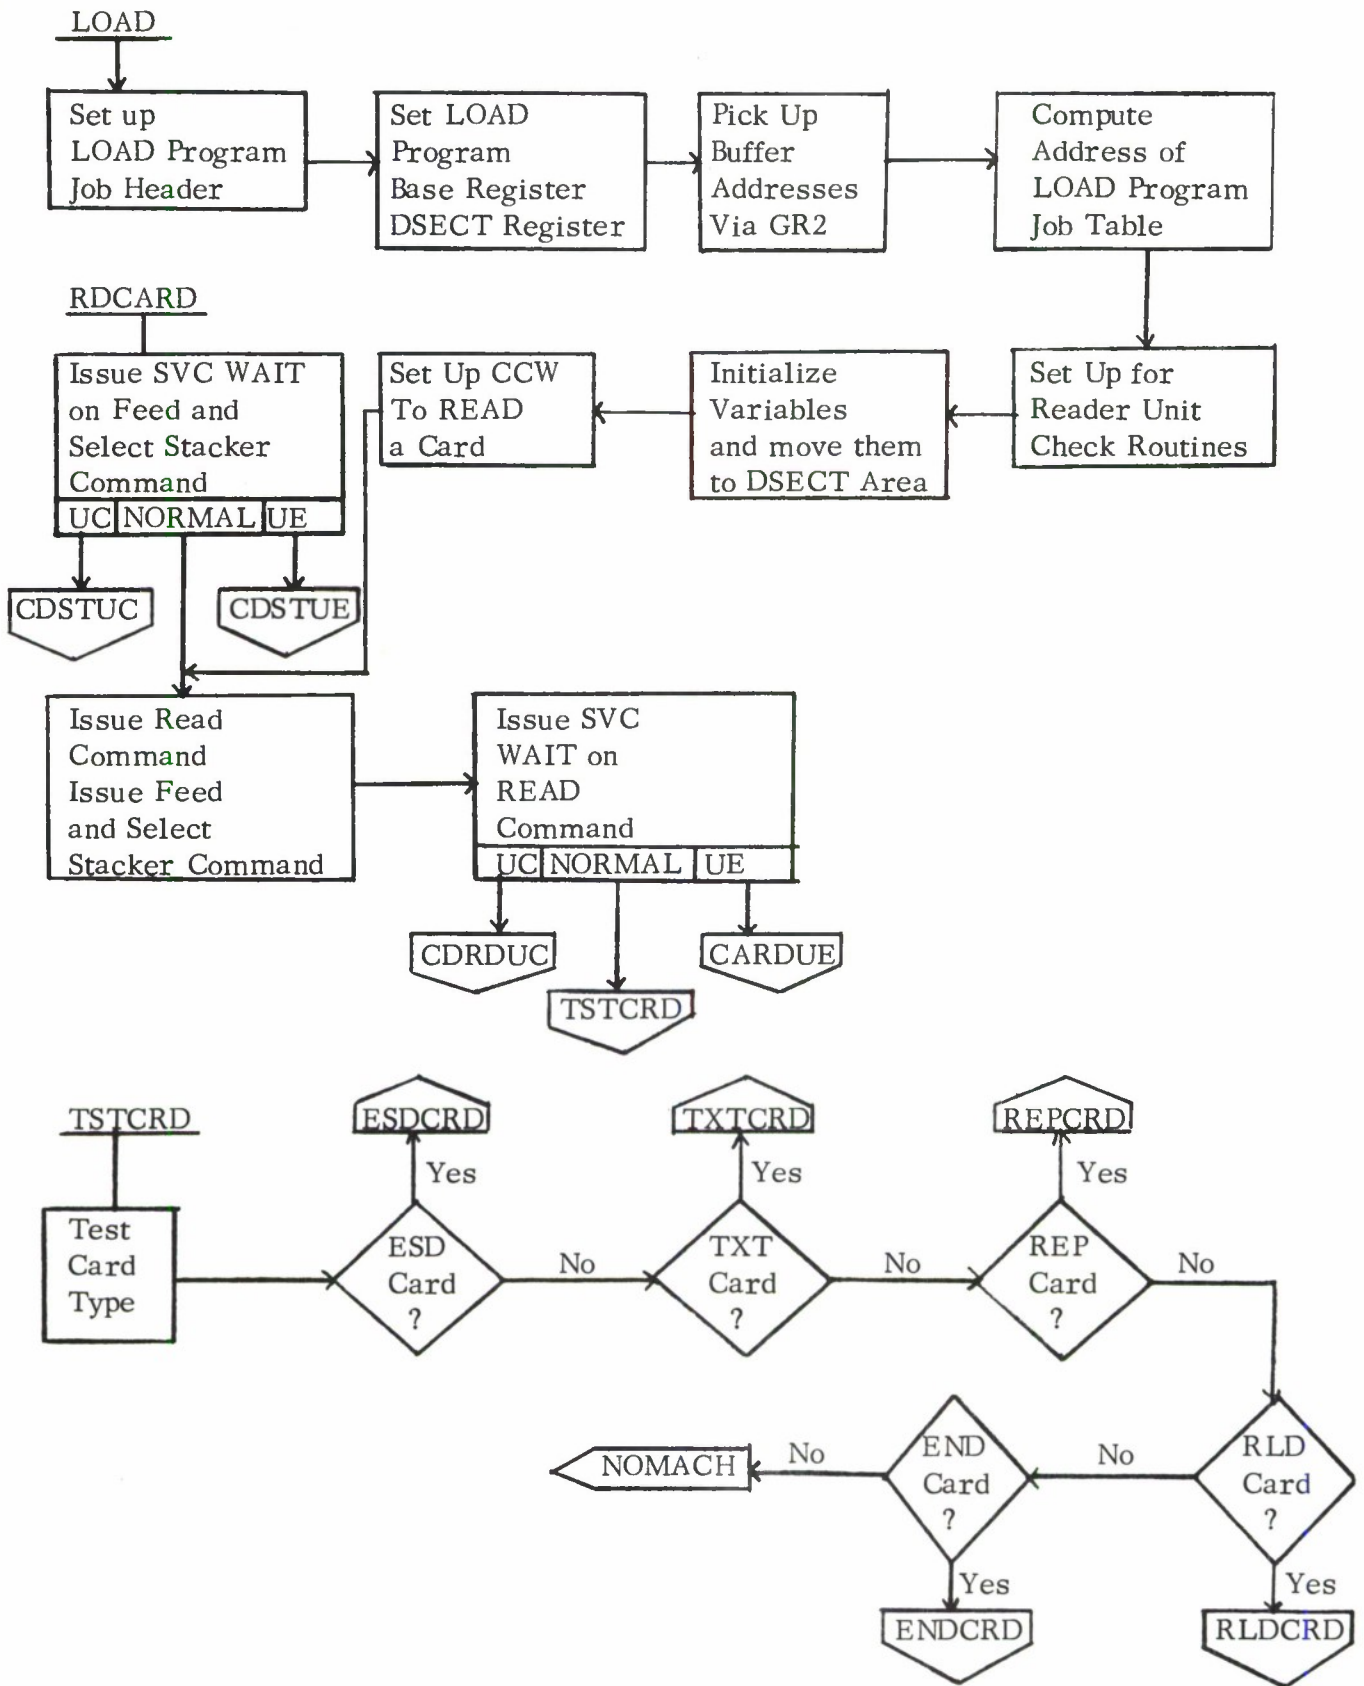 LOAD
Set up
LOAD Program
Job Header
Set LOAD
Program
Base Register
DSECT Register
Pick Up
Buffer
Addresses
Via GR2
Compute
Address of
LOAD Program
Job Table
RDCARD
Issue SVC WAIT
on Feed and
Select Stacker
Command
UC NORMAL UE
Set Up CCW
To READ
a Card
Initialize
Variables
and move them
to DSECT Area
Set Up for
Reader Unit
Check Routines
CDSTUC
CDSTUE
Issue Read
Command
Issue Feed
and Select
Stacker Command
Issue SVC
WAIT on
READ
Command
UC NORMAL UE
CDRDUC
CARDUE
TSTCRD
TSTCRD
ESDCRD
TXTCRD
REPCRD
Yes
Yes
Yes
Test
Card
Type
ESD
Card
?
No
TXT
Card
?
No
REP
Card
?
No
NOMACH
No
END
Card
?
No
RLD
Card
?
Yes
Yes
ENDCRD
RLDCRD